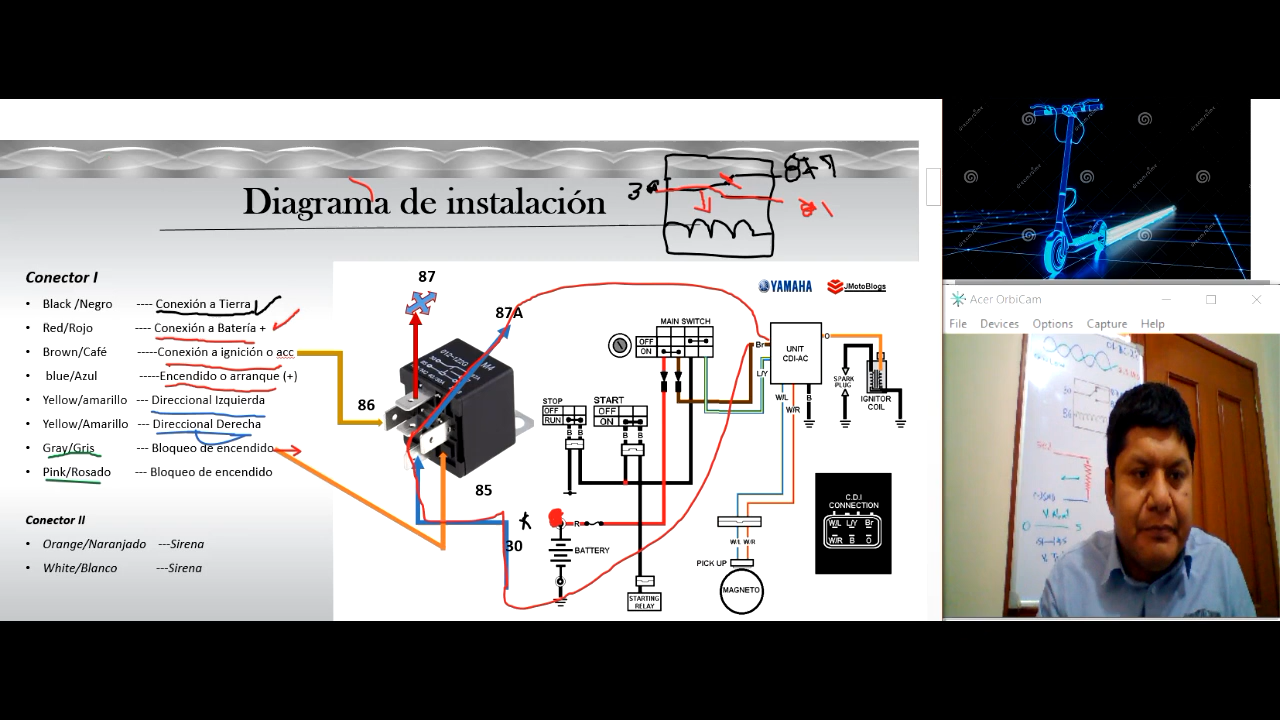 Diagrama de instalación
87
Conector I
• Black /Negro ---- Conexión a Tierra
• Red/Rojo ---- Conexión a Batería +
• Brown/Café -----Conexión a ignición o acc
• blue/Azul -----Encendido o arranque (+)
• Yellow/amarillo --- Direccional Izquierda
• Yellow/Amarillo --- Direccional Derecha
• Gray/Gris --- Bloqueo de encendido
• Pink/Rosado --- Bloqueo de encendido
Conector II
• Orange/Naranjado ---Sirena
• White/Blanco ---Sirena
87
87A
86
85
30
YAMAHA
JMotoBlogs
MAIN SWITCH
OFF
ON
Br
L/Y
UNIT
CDI-AC
O
SPARK
PLUG
IGNITOR
COIL
W/L
W/R
B
STOP
OFF
RUN
B B
START
OFF
ON
B B
R
BATTERY
STARTING
RELAY
W/L W/R
PICK UP
MAGNETO
C.D.I
CONNECTION
W/L L/Y Br
W/R B O
Acer OrbiCam
File Devices Options Capture Help